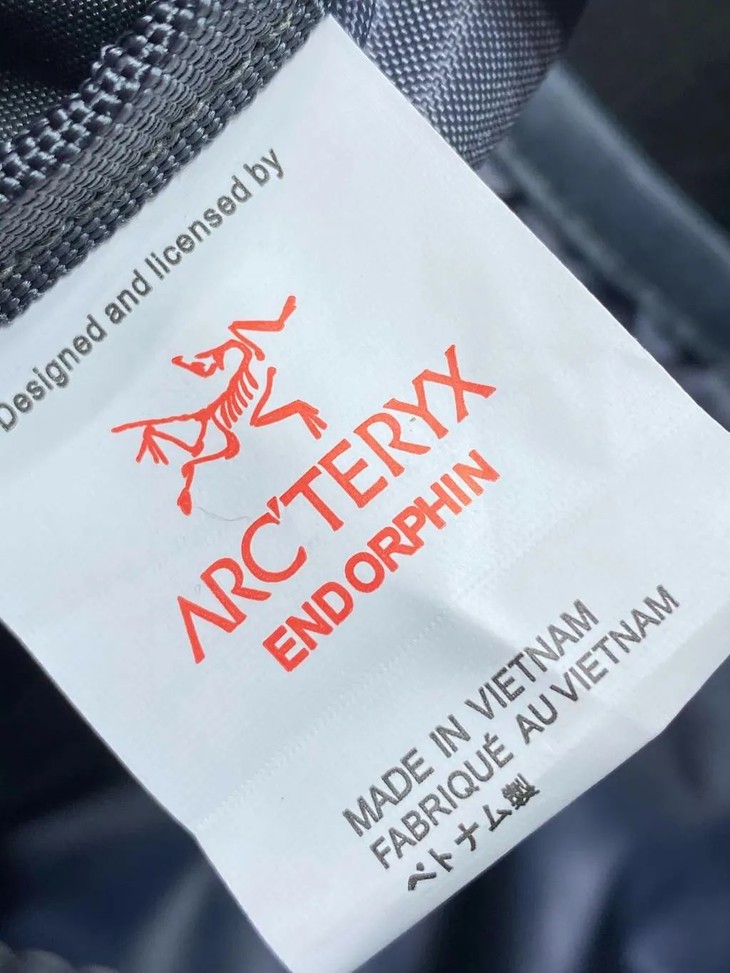 Designed and licensed by
ARC'TERYX
ENDORPHIN
MADE IN VIETNAM
FABRIQUÉ AU VIETNAM
ベトナム製